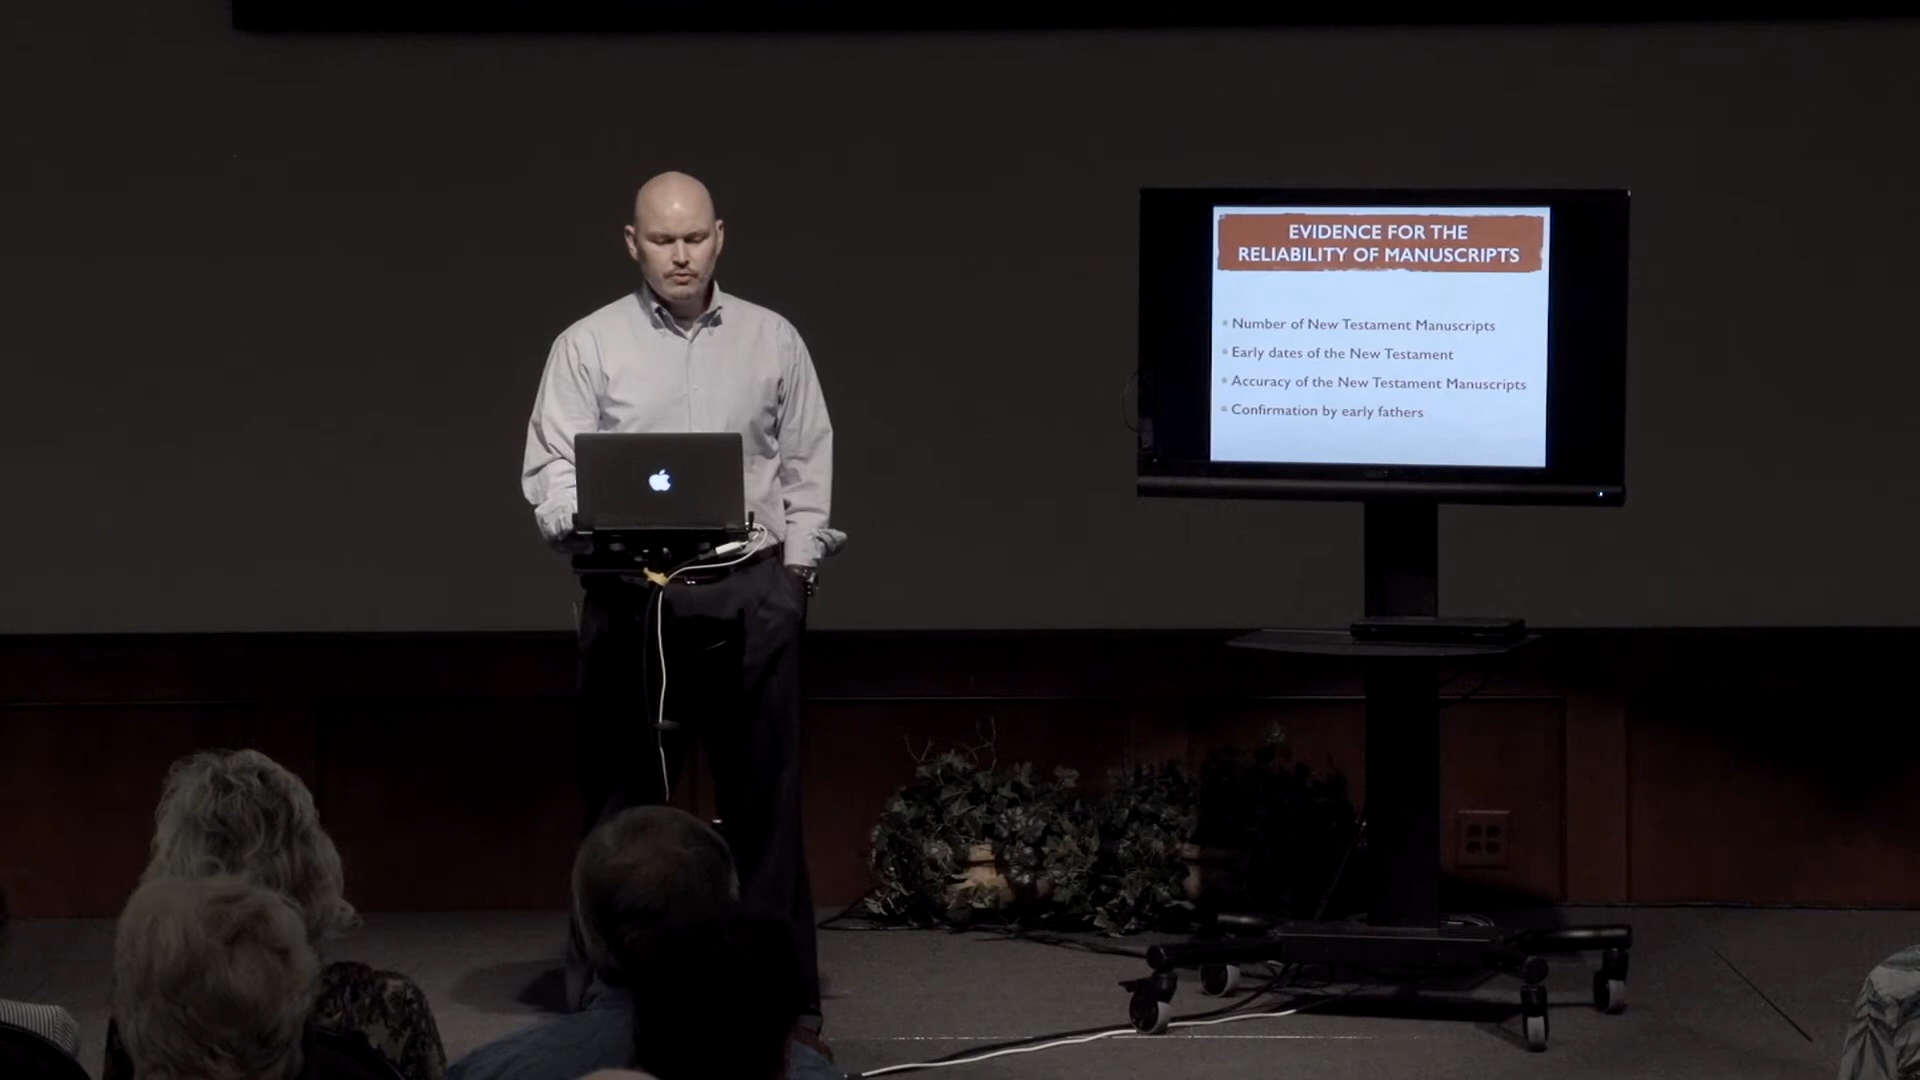 EVIDENCE FOR THE
RELIABILITY OF MANUSCRIPTS
Number of New Testament Manuscripts
Early dates of the New Testament
Accuracy of the New Testament Manuscripts
Confirmation by early fathers